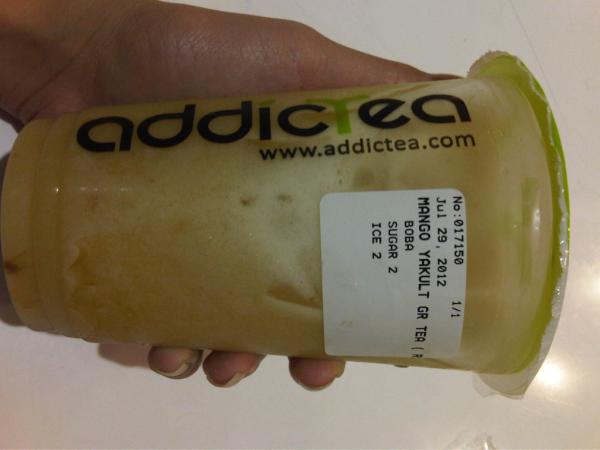 addicTea
www.addictea.com
No:017150 1/1
Jul 29, 2012
MANGO YAKULT GR TEA (
BOBA
SUGAR 2
ICE 2